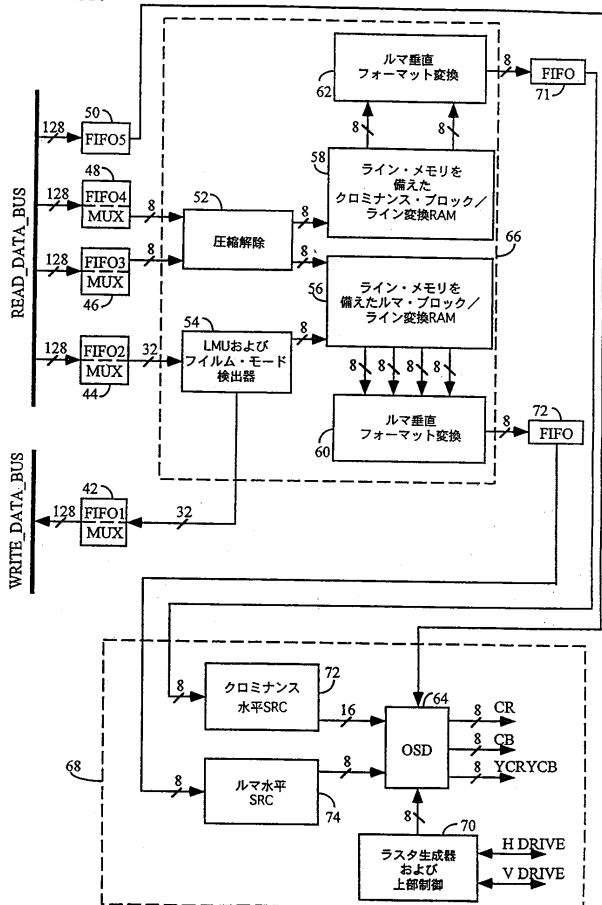 ルマ垂直
フォーマット変換
62
8
FIFO
71
50
128
FIFO5
48
128
FIFO4
MUX
8
52
圧縮解除
8
8
8
58
ライン・メモリを
備えた
クロミナンス・ブロック／
ライン変換RAM
8
66
READ_DATA_BUS
128
FIFO3
MUX
46
8
8
56
ライン・メモリを
備えたルマ・ブロック／
ライン変換RAM
54
128
FIFO2
MUX
44
32
LMUおよび
フイルム・モード
検出器
8
8
8
8
8
ルマ垂直
フォーマット変換
60
8
72
FIFO
WRITE_DATA_BUS
42
128
FIFO1
MUX
32
68
8
クロミナンス
水平SRC
72
16
64
OSD
8
CR
8
CB
8
YCRYCB
8
ルマ水平
SRC
74
8
8
70
ラスタ生成器
および
上部制御
H DRIVE
V DRIVE